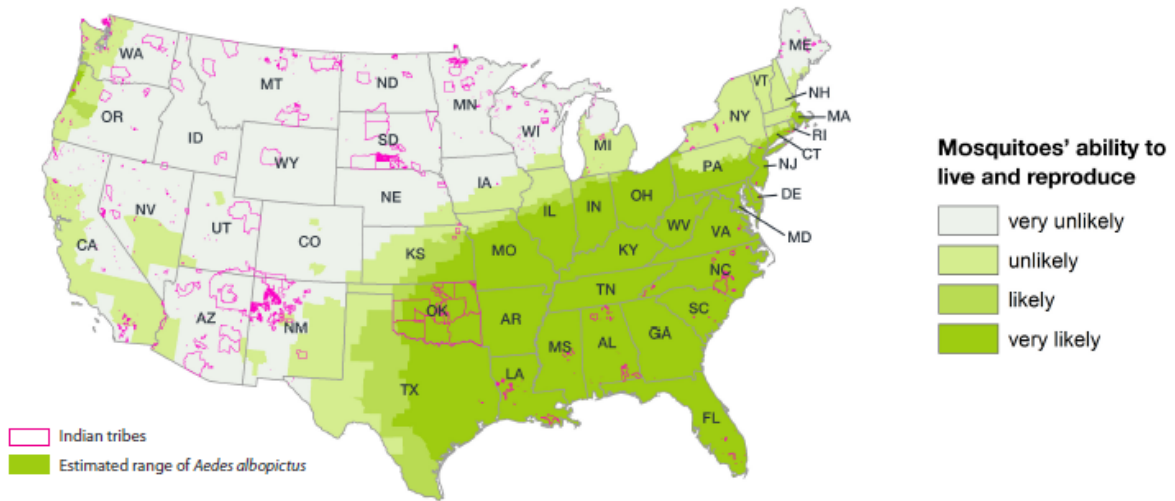 WA
MT
ND
MN
ME
VT
NH
OR
ID
SD
WI
NY
MA
WY
MI
RI
CT
IA
PA
NJ
NE
OH
NV
IL
IN
DE
UT
CO
WV
MD
CA
KS
MO
KY
VA
NC
TN
OK
AZ
NM
AR
SC
MS
AL
GA
TX
LA
FL
Mosquitoes’ ability to
live and reproduce
very unlikely
unlikely
likely
very likely
Indian tribes
Estimated range of Aedes albopictus